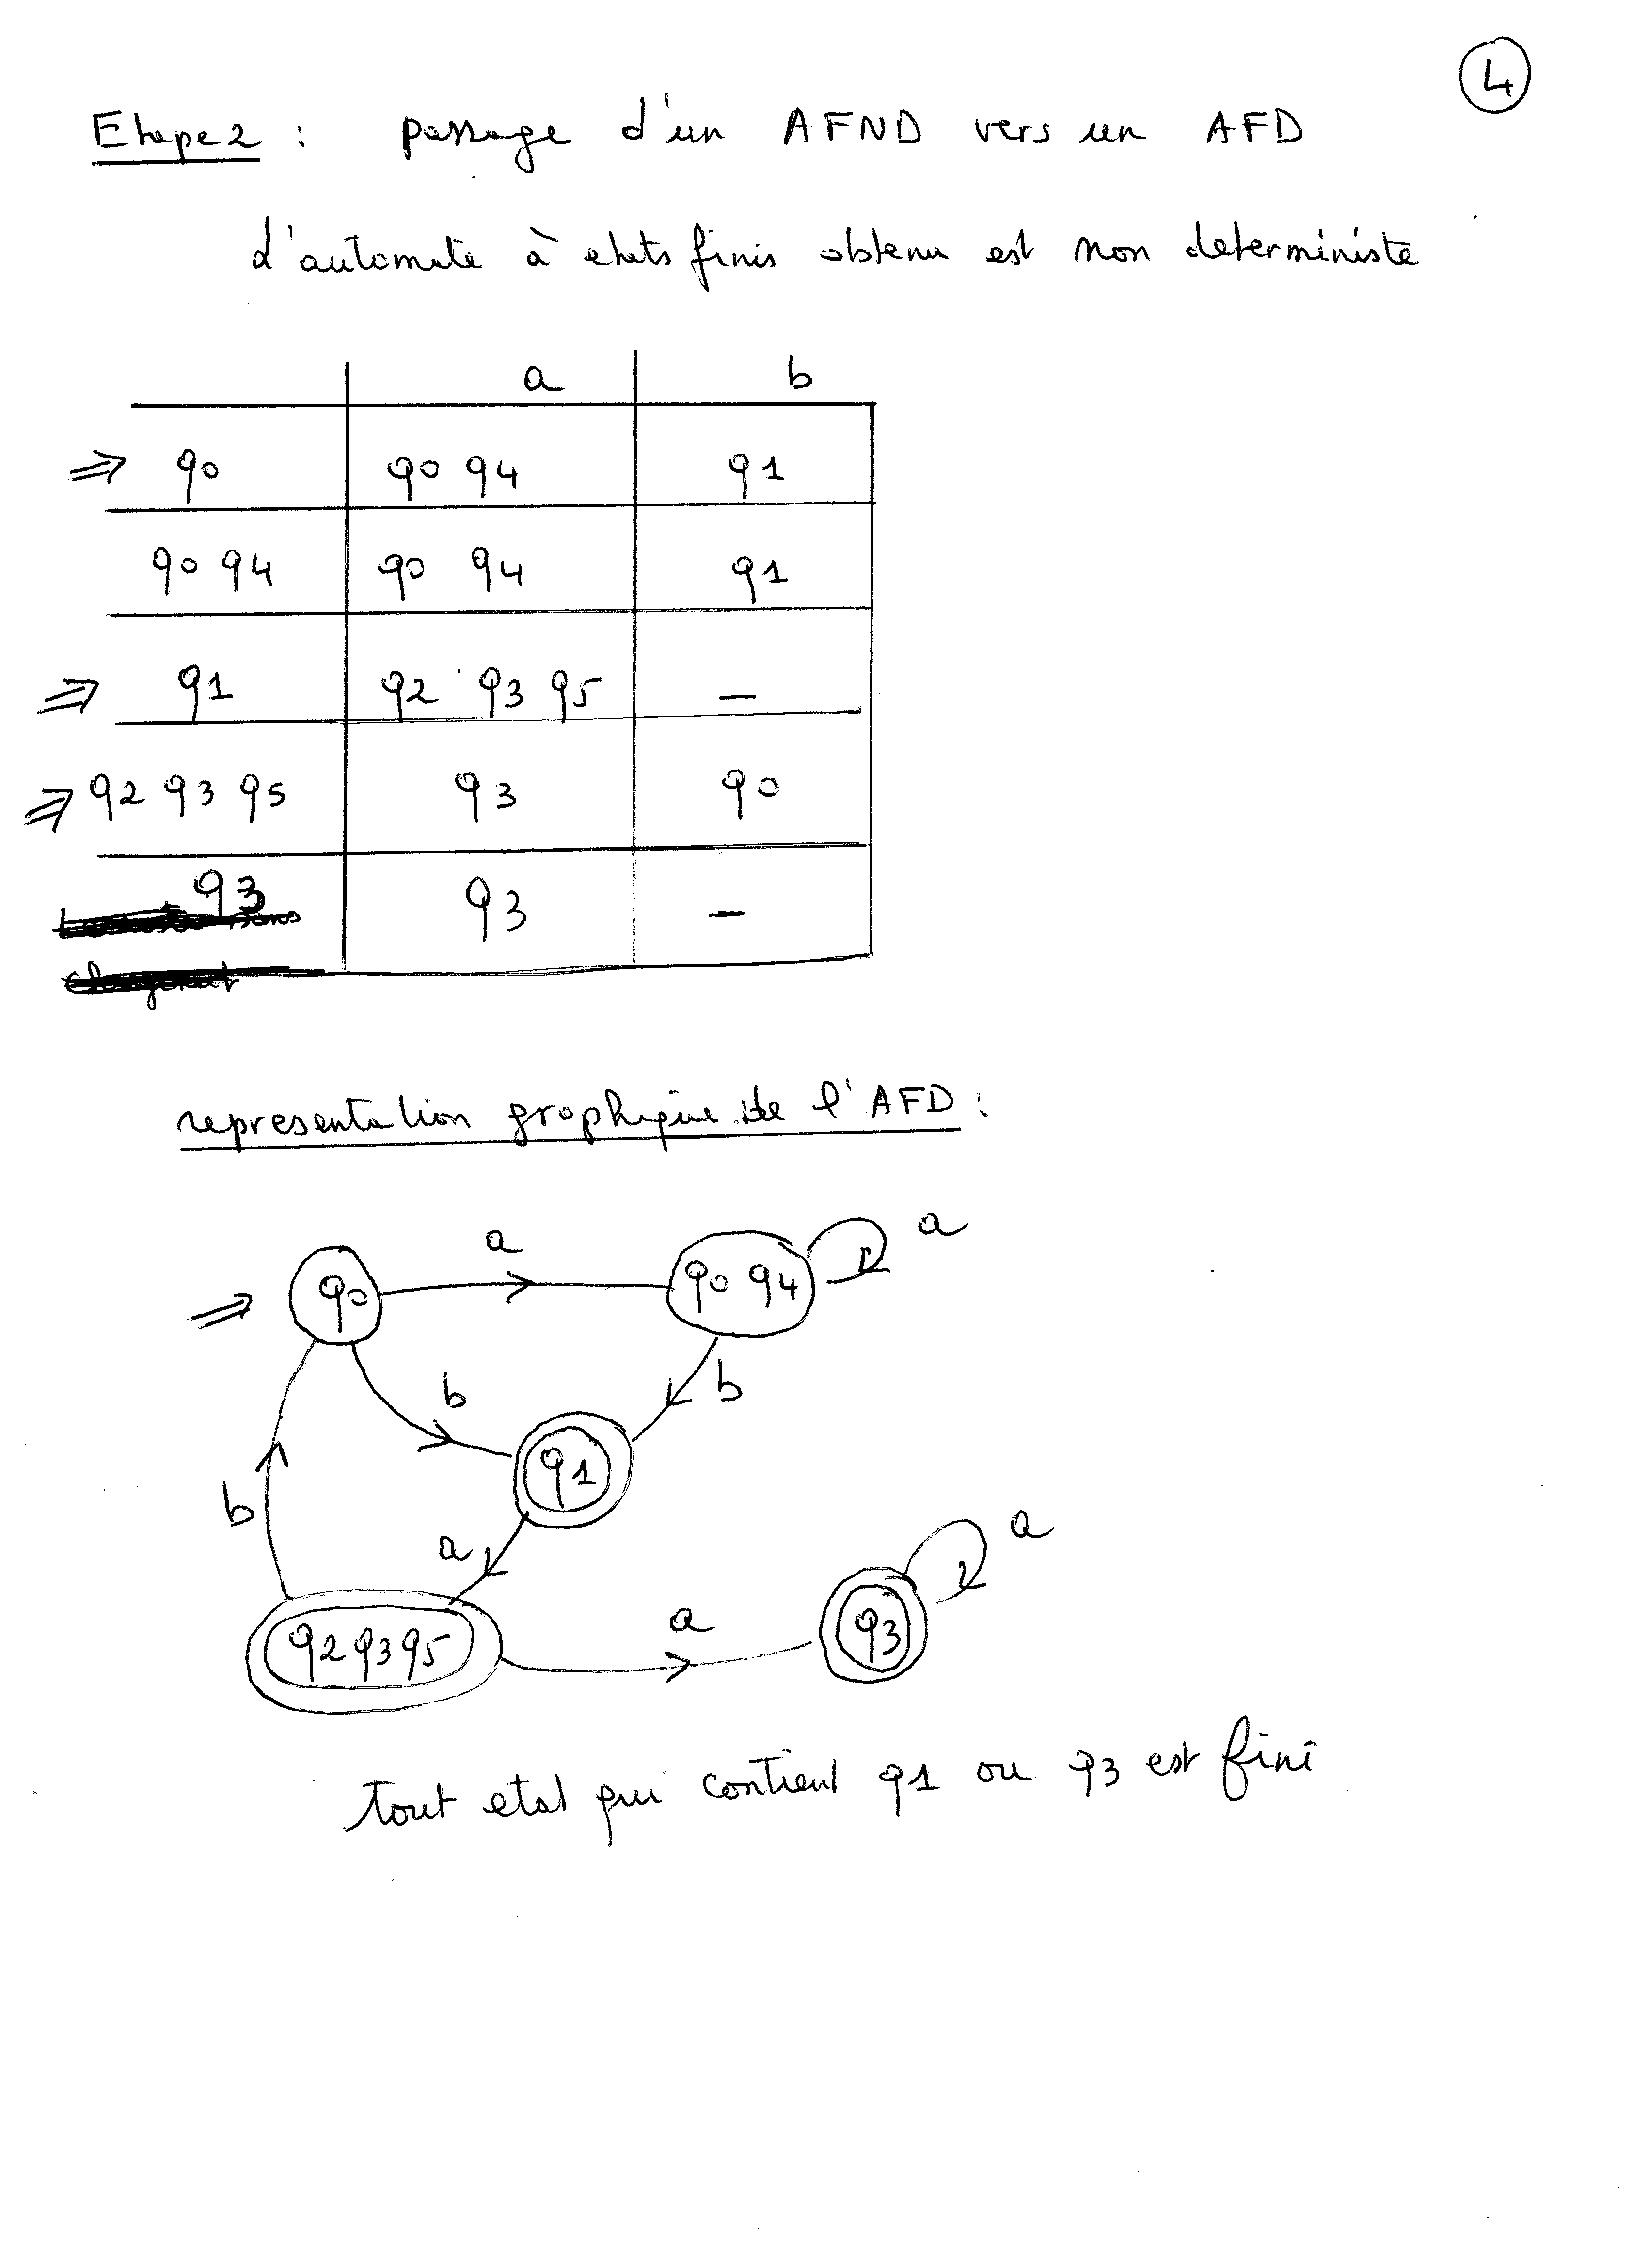 4
Etape2 : passage d'un AFND vers un AFD
L'automate à etats finis obtenu est non deterministe
a b
⇒ q0 q0 q4 q1
q0 q4 q0 q4 q1
⇒ q1 q2 q3 q5 —
⇒ q2 q3 q5 q3 q0
q3 q3 —
representation graphique de l'AFD :
a
a
⇒ q0 q0 q4
b b
q1
b
a
a
q2 q3 q5 a q3
tout etat qui contient q1 ou q3 est fini